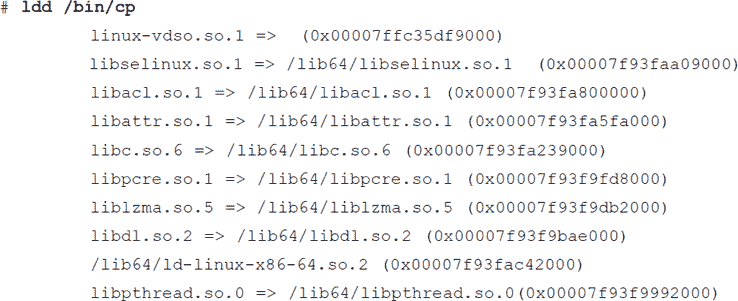 # ldd /bin/cp
linux-vdso.so.1 => (0x00007ffc35df9000)
libselinux.so.1 => /lib64/libselinux.so.1 (0x00007f93faa09000)
libacl.so.1 => /lib64/libacl.so.1 (0x00007f93fa800000)
libattr.so.1 => /lib64/libattr.so.1 (0x00007f93fa5fa000)
libc.so.6 => /lib64/libc.so.6 (0x00007f93fa239000)
libpcre.so.1 => /lib64/libpcre.so.1 (0x00007f93f9fd8000)
liblzma.so.5 => /lib64/liblzma.so.5 (0x00007f93f9db2000)
libdl.so.2 => /lib64/libdl.so.2 (0x00007f93f9bae000)
/lib64/ld-linux-x86-64.so.2 (0x00007f93fac42000)
libpthread.so.0 => /lib64/libpthread.so.0(0x00007f93f9992000)